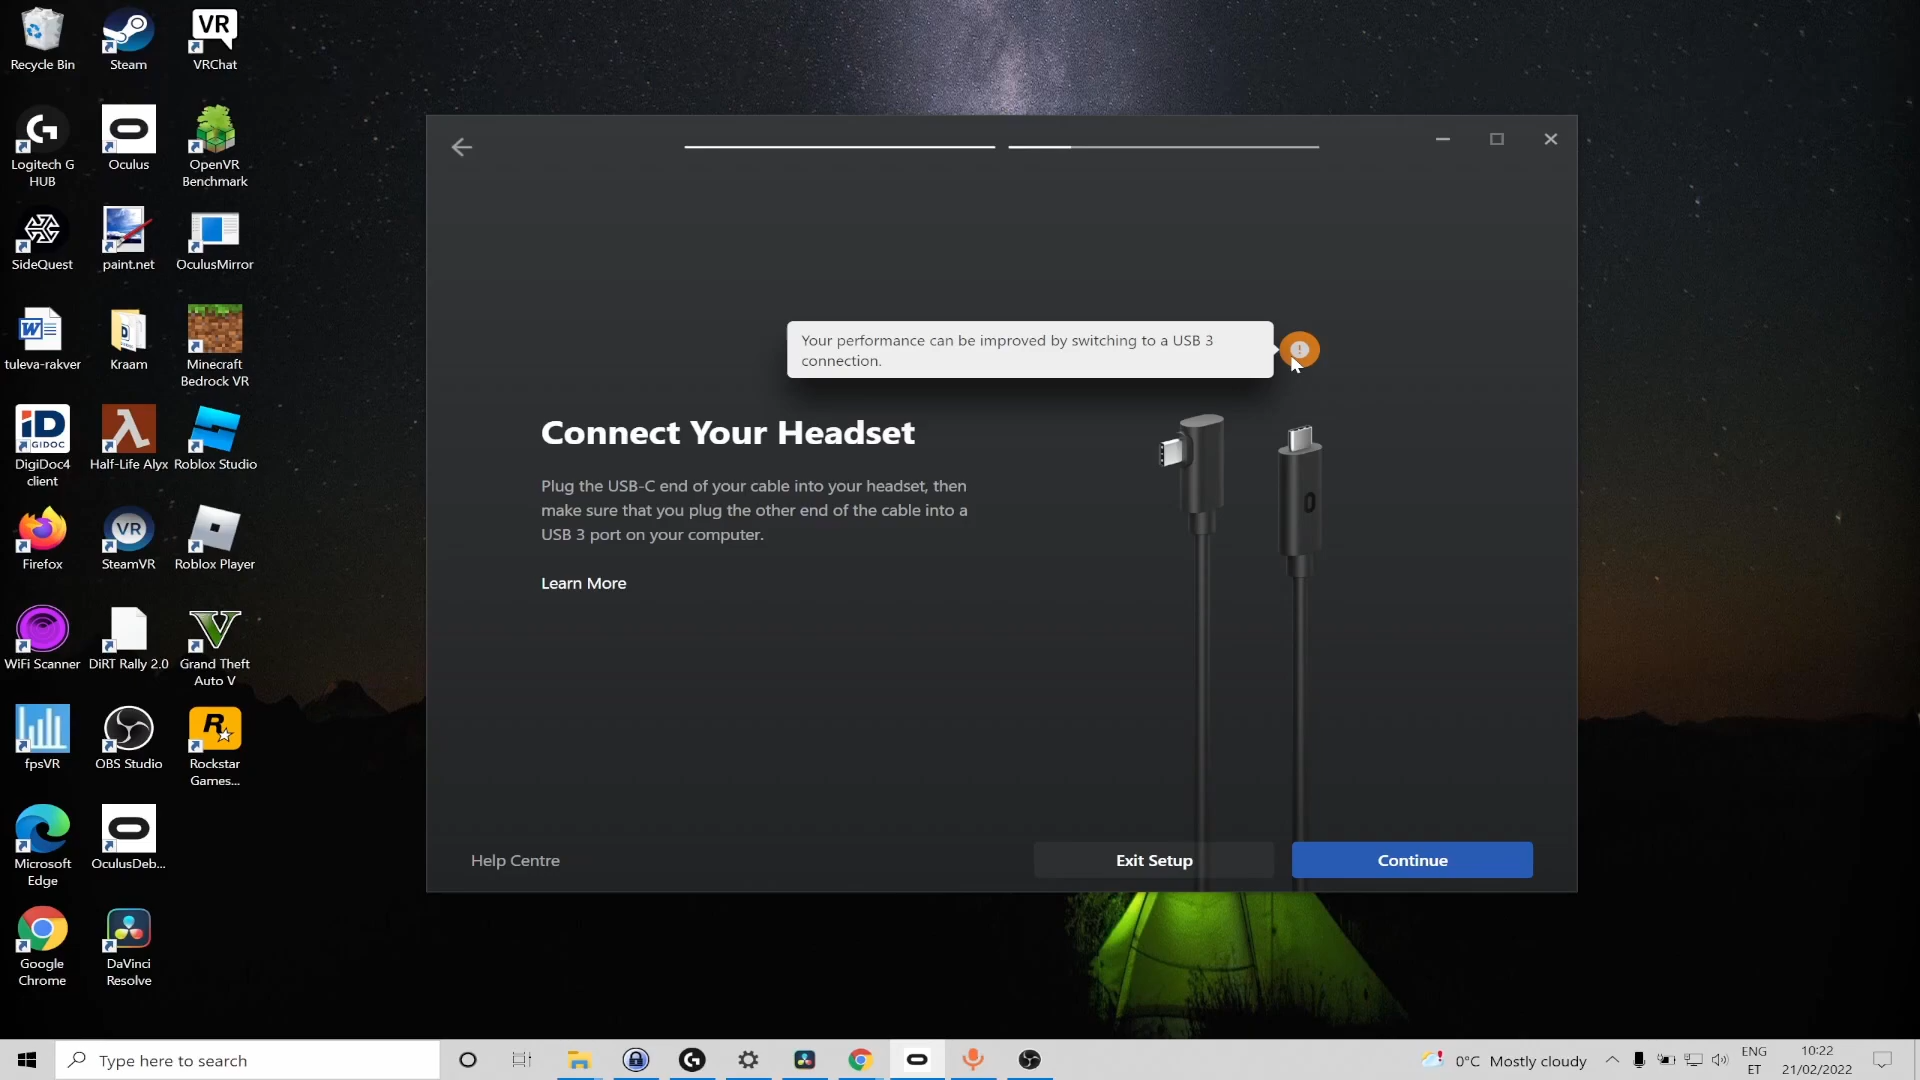 Recycle Bin
Steam
VR
VRChat
Logitech G
HUB
Oculus
OpenVR
Benchmark
SideQuest
paint.net
OculusMirror
tuleva-rakver
Kraam
Minecraft
Bedrock VR
iD
GIDOC
DigiDoc4
client
Half-Life Alyx
Roblox Studio
Firefox
VR
SteamVR
Roblox Player
WiFi Scanner
DiRT Rally 2.0
Grand Theft
Auto V
fpsVR
OBS Studio
Rockstar
Games...
Microsoft
Edge
OculusDeb...
Google
Chrome
DaVinci
Resolve
Your performance can be improved by switching to a USB 3
connection.
Connect Your Headset
Plug the USB-C end of your cable into your headset, then
make sure that you plug the other end of the cable into a
USB 3 port on your computer.
Learn More
Help Centre
Exit Setup
Continue
Type here to search
0°C Mostly cloudy
ENG
ET
10:22
21/02/2022